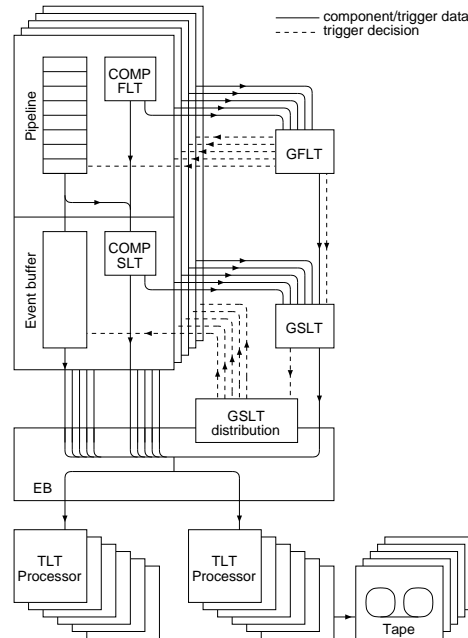 component/trigger data
trigger decision
COMP
FLT
Pipeline
GFLT
COMP
SLT
Event buffer
GSLT
GSLT
distribution
EB
TLT
Processor
TLT
Processor
Tape